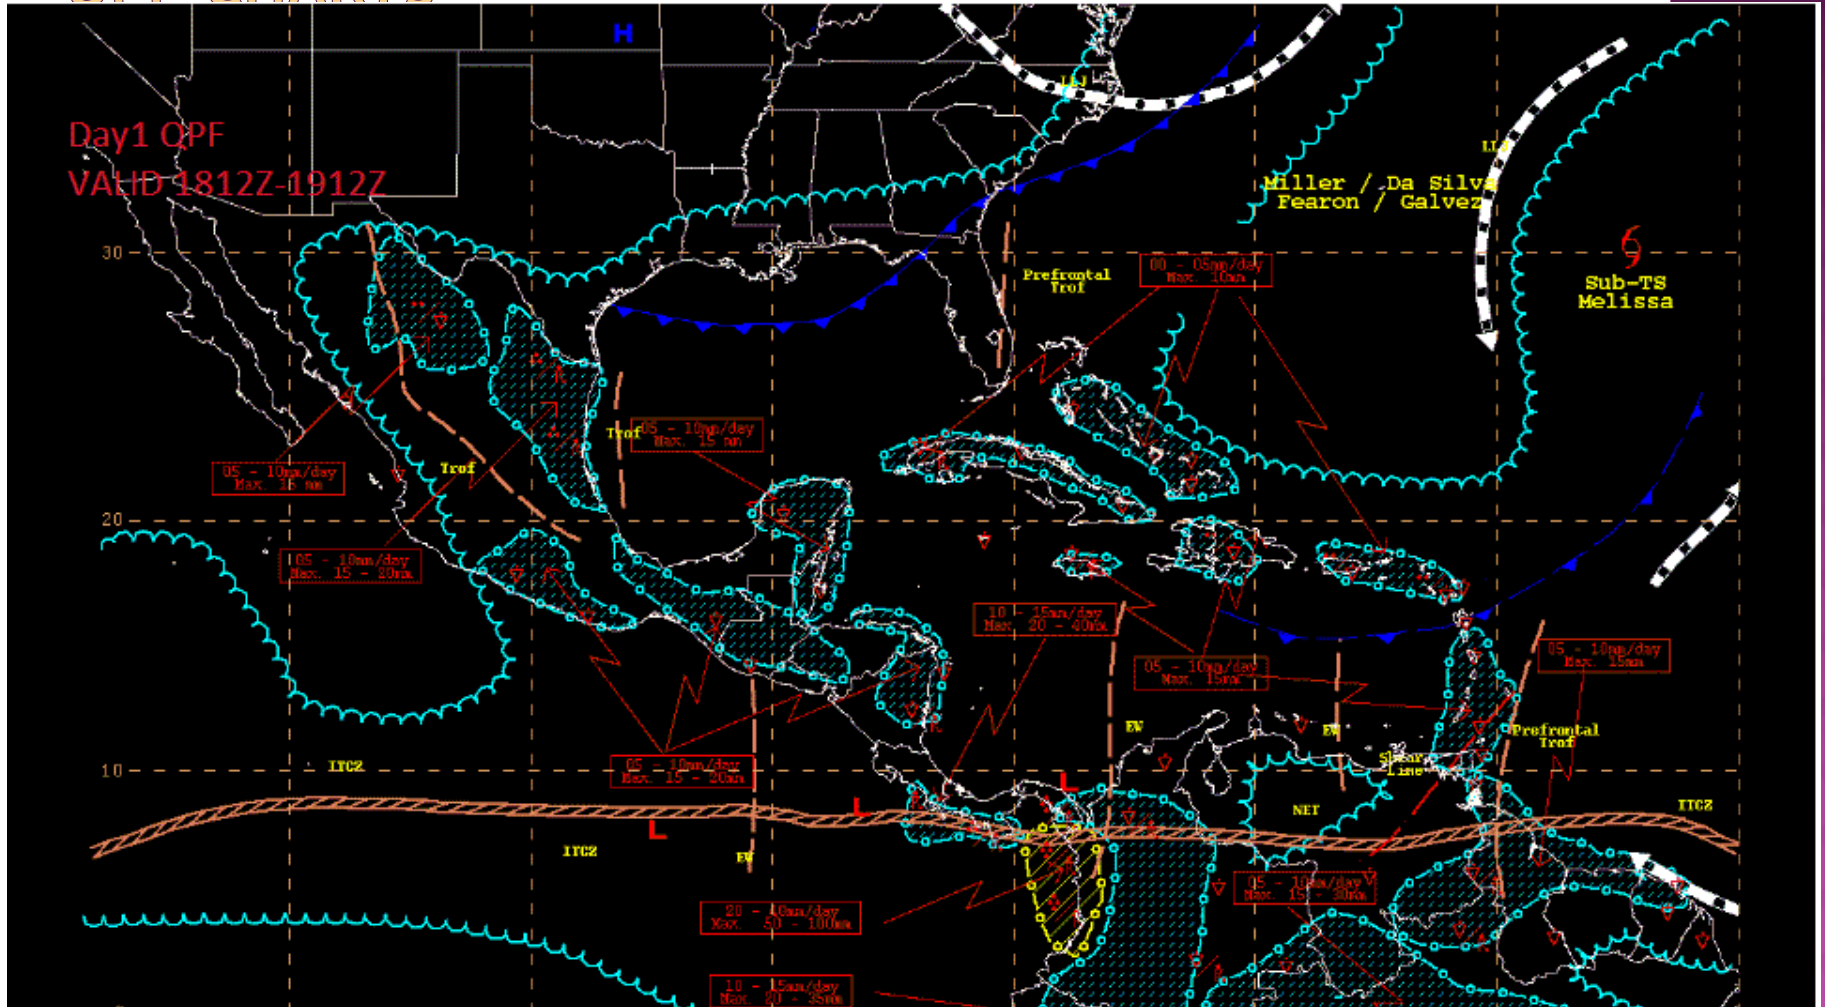 H
LLJ
Day1 QPF
VALID 1812Z-1912Z
LLJ
Miller / Da Silva
Fearon / Galvez
30
Prefrontal
Trof
00 - 05mm/day
Max. 10mm
Sub-TS
Melissa
Trof
05 - 10mm/day
Max. 15 mm
Trof
05 - 10mm/day
Max. 15 mm
20
05 - 10mm/day
Max. 15 - 20mm
10 - 15mm/day
Max. 20 - 40mm
05 - 10mm/day
Max. 15mm
05 - 10mm/day
Max. 15mm
EW
EW
Prefrontal
Trof
Shear
Line
10
ITCZ
05 - 10mm/day
Max. 15 - 20mm
L
L
L
NET
ITCZ
ITCZ
EW
05 - 10mm/day
Max. 15 - 30mm
20 - 40mm/day
Max. 50 - 100mm
10 - 15mm/day
Max. 20 - 35mm